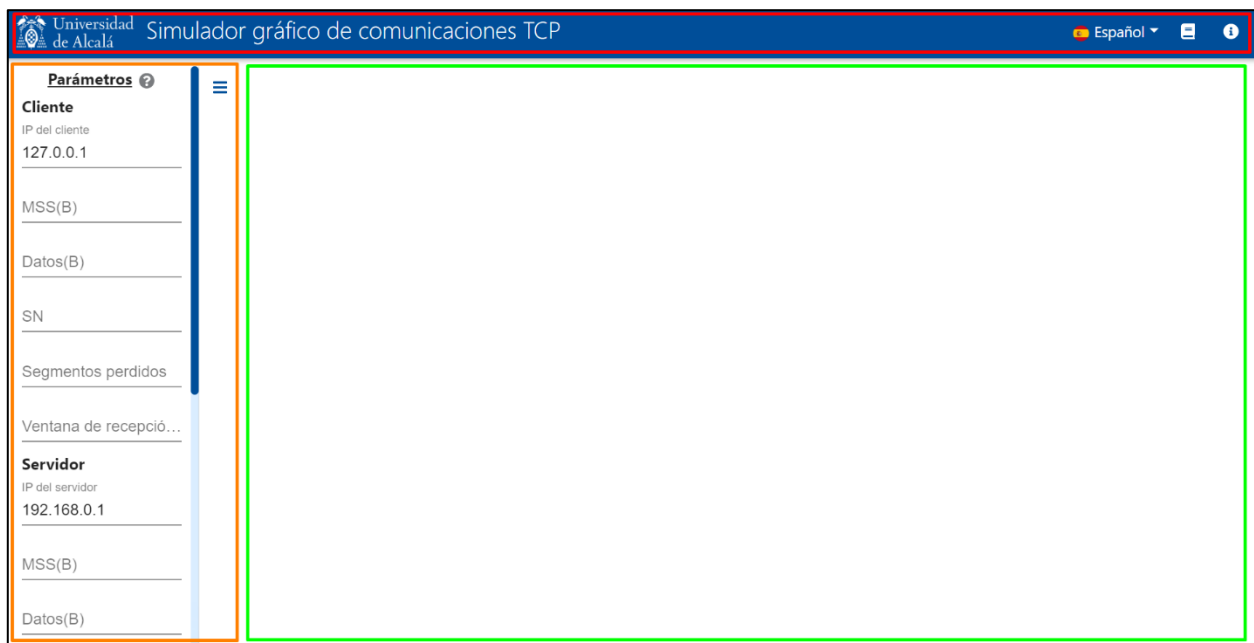 Universidad
de Alcalá
Simulador gráfico de comunicaciones TCP
Español
Parámetros
Cliente
IP del cliente
127.0.0.1
MSS(B)
Datos(B)
SN
Segmentos perdidos
Ventana de recepció...
Servidor
IP del servidor
192.168.0.1
MSS(B)
Datos(B)